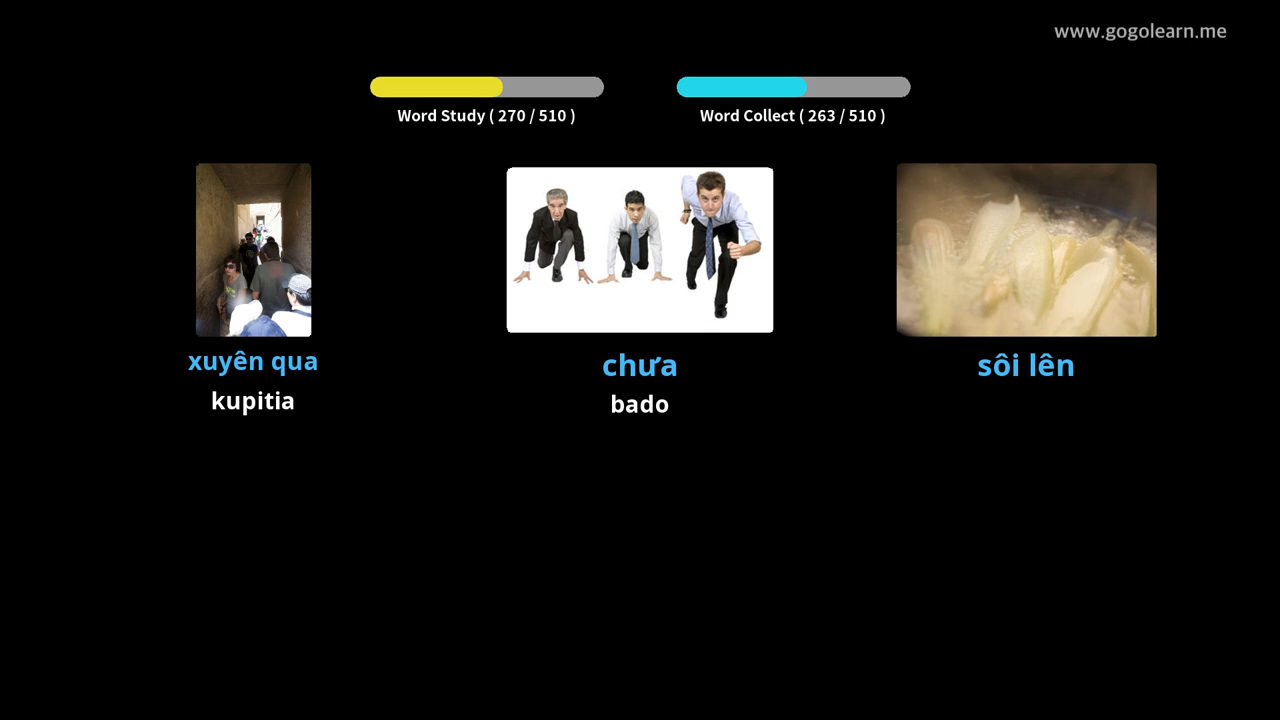 www.gogolearn.me
Word Study ( 270 / 510 )
Word Collect ( 263 / 510 )
xuyên qua
kupitia
chưa
bado
sôi lên